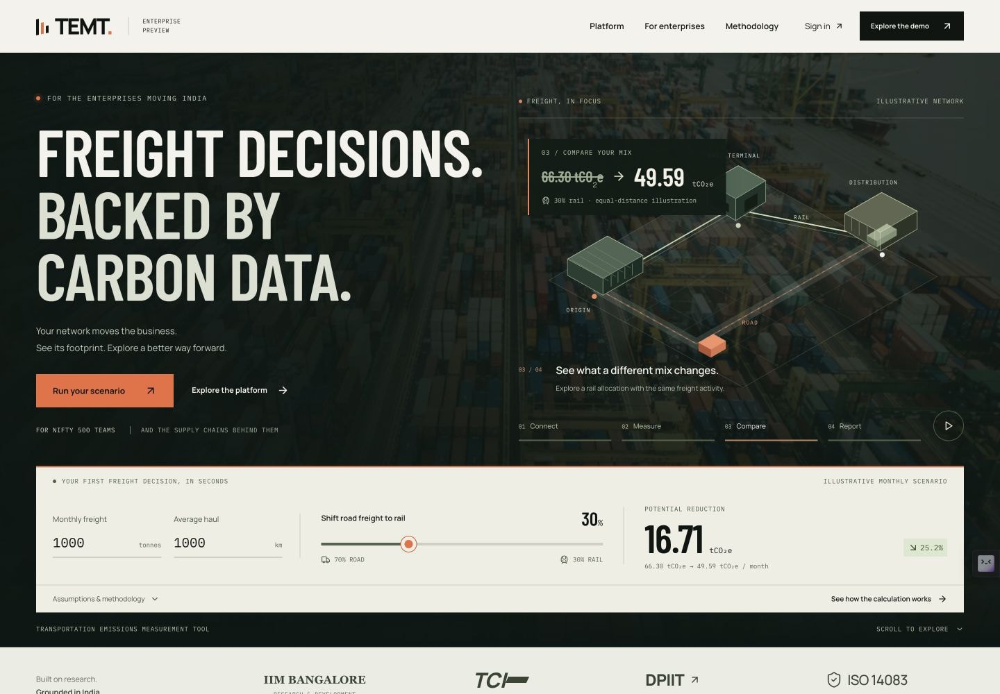 TEMT.
ENTERPRISE
PREVIEW
Platform
For enterprises
Methodology
Sign in
Explore the demo
FOR THE ENTERPRISES MOVING INDIA
FREIGHT DECISIONS.
BACKED BY
CARBON DATA.
Your network moves the business.
See its footprint. Explore a better way forward.
Run your scenario
Explore the platform
FOR NIFTY 500 TEAMS
AND THE SUPPLY CHAINS BEHIND THEM
FREIGHT, IN FOCUS
ILLUSTRATIVE NETWORK
03 / COMPARE YOUR MIX
66.30 tCO₂e → 49.59 tCO₂e
30% rail · equal-distance illustration
TERMINAL
DISTRIBUTION
RAIL
ORIGIN
ROAD
03 / 04
See what a different mix changes.
Explore a rail allocation with the same freight activity.
01 Connect
02 Measure
03 Compare
04 Report
YOUR FIRST FREIGHT DECISION, IN SECONDS
ILLUSTRATIVE MONTHLY SCENARIO
Monthly freight
1000 tonnes
Average haul
1000 km
Shift road freight to rail
30%
70% ROAD
30% RAIL
POTENTIAL REDUCTION
16.71 tCO₂e
25.2%
66.30 tCO₂e → 49.59 tCO₂e / month
Assumptions & methodology
See how the calculation works
TRANSPORTATION EMISSIONS MEASUREMENT TOOL
SCROLL TO EXPLORE
Built on research.
Grounded in India
IIM BANGALORE
RESEARCH & DEVELOPMENT
TCI
DPIIT
ISO 14083